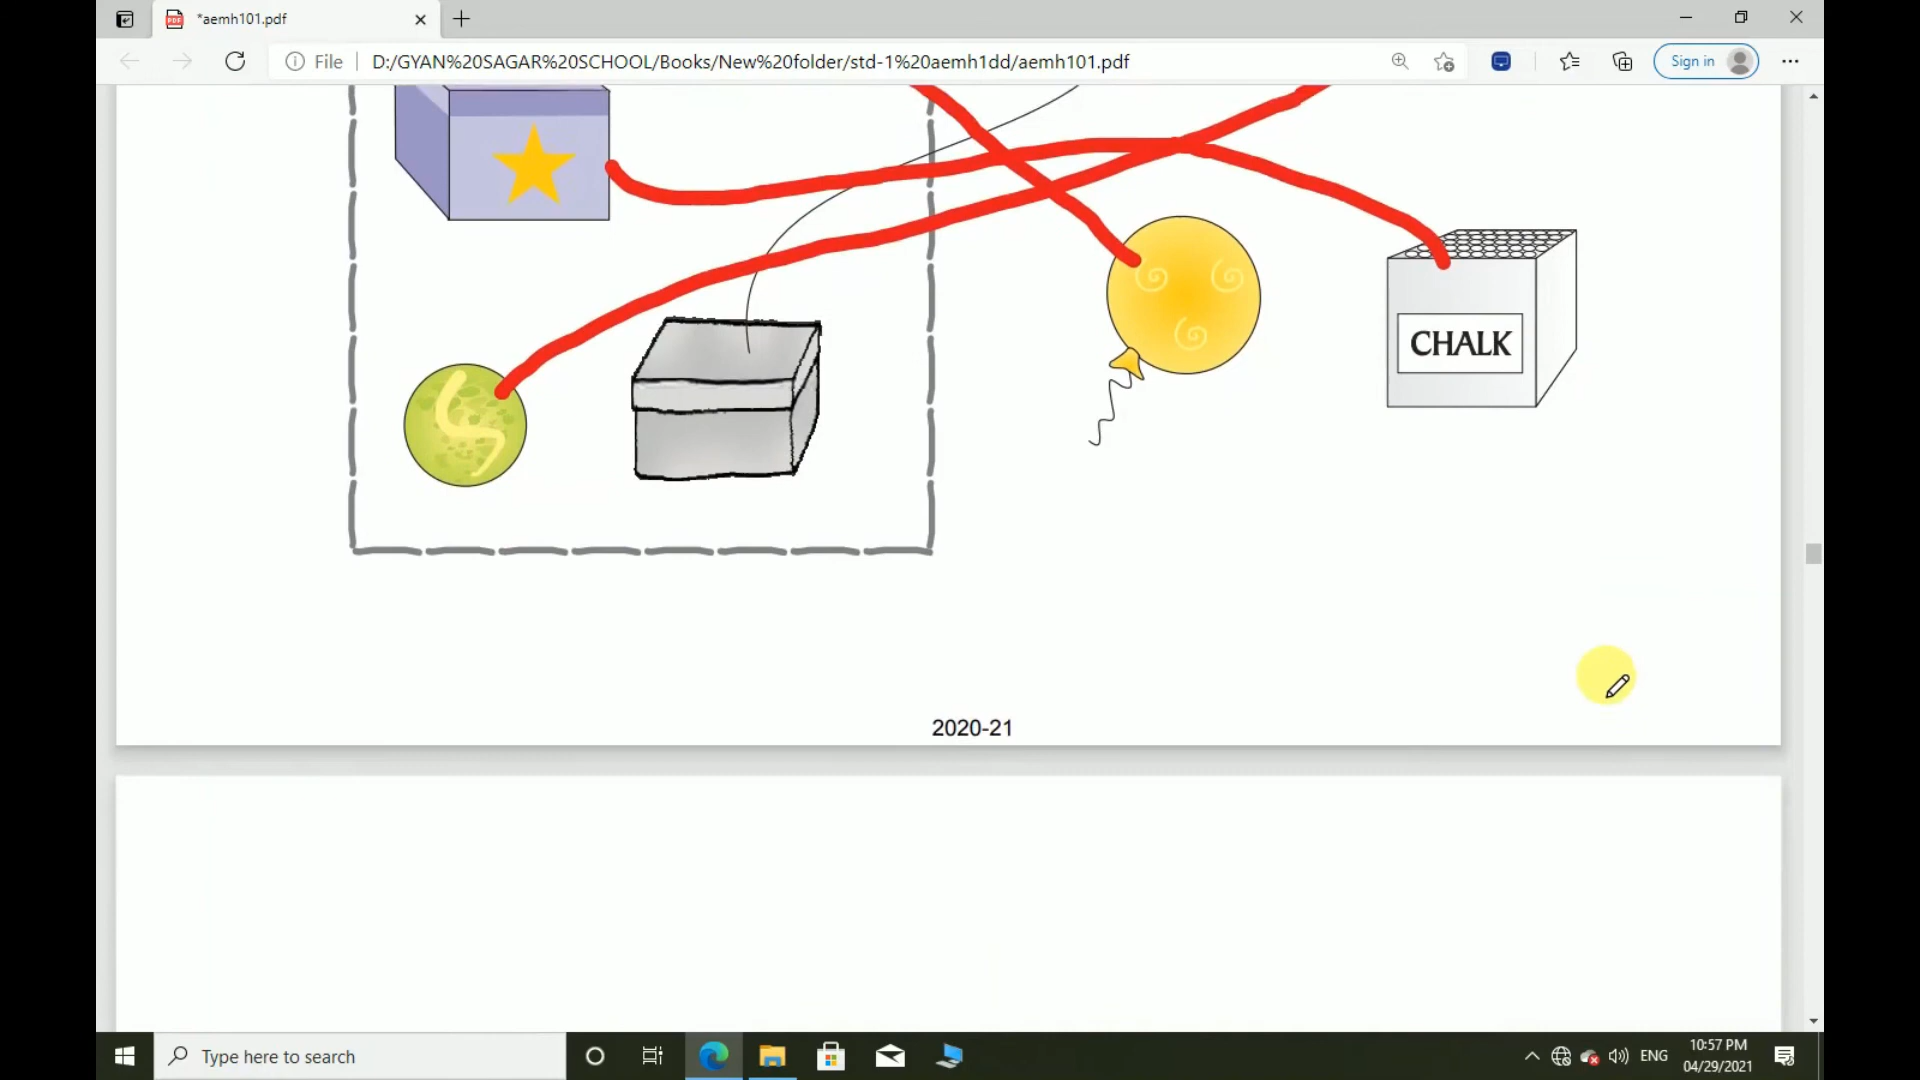 *aemh101.pdf
File
D:/GYAN%20SAGAR%20SCHOOL/Books/New%20folder/std-1%20aemh1dd/aemh101.pdf
Sign in
CHALK
2020-21
Type here to search
ENG
10:57 PM
04/29/2021